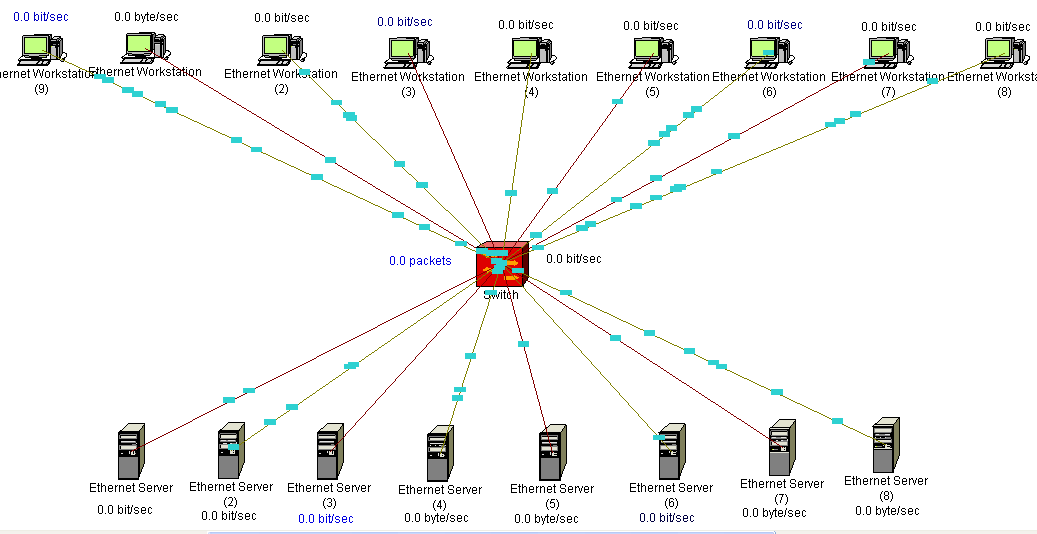 0.0 bit/sec
0.0 byte/sec
0.0 bit/sec
0.0 bit/sec
0.0 bit/sec
0.0 bit/sec
0.0 bit/sec
0.0 bit/sec
0.0 bit/sec
hernet Workstation
(9)
Ethernet Workstation
Ethernet Workstation
(2)
Ethernet Workstation
(3)
Ethernet Workstation
(4)
Ethernet Workstation
(5)
Ethernet Workstation
(6)
Ethernet Workstation
(7)
Ethernet Worksta
(8)
0.0 packets
0.0 bit/sec
Switch
Ethernet Server
0.0 bit/sec
Ethernet Server
(2)
0.0 bit/sec
Ethernet Server
(3)
0.0 bit/sec
Ethernet Server
(4)
0.0 byte/sec
Ethernet Server
(5)
0.0 byte/sec
Ethernet Server
(6)
0.0 bit/sec
Ethernet Server
(7)
0.0 byte/sec
Ethernet Server
(8)
0.0 byte/sec